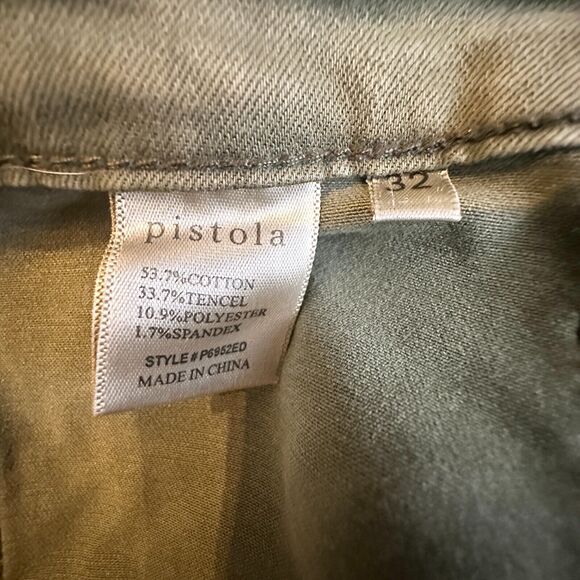 pistola
53.7%COTTON
33.7%TENCEL
10.9%POLYESTER
1.7%SPANDEX
STYLE# P6952ED
MADE IN CHINA
32